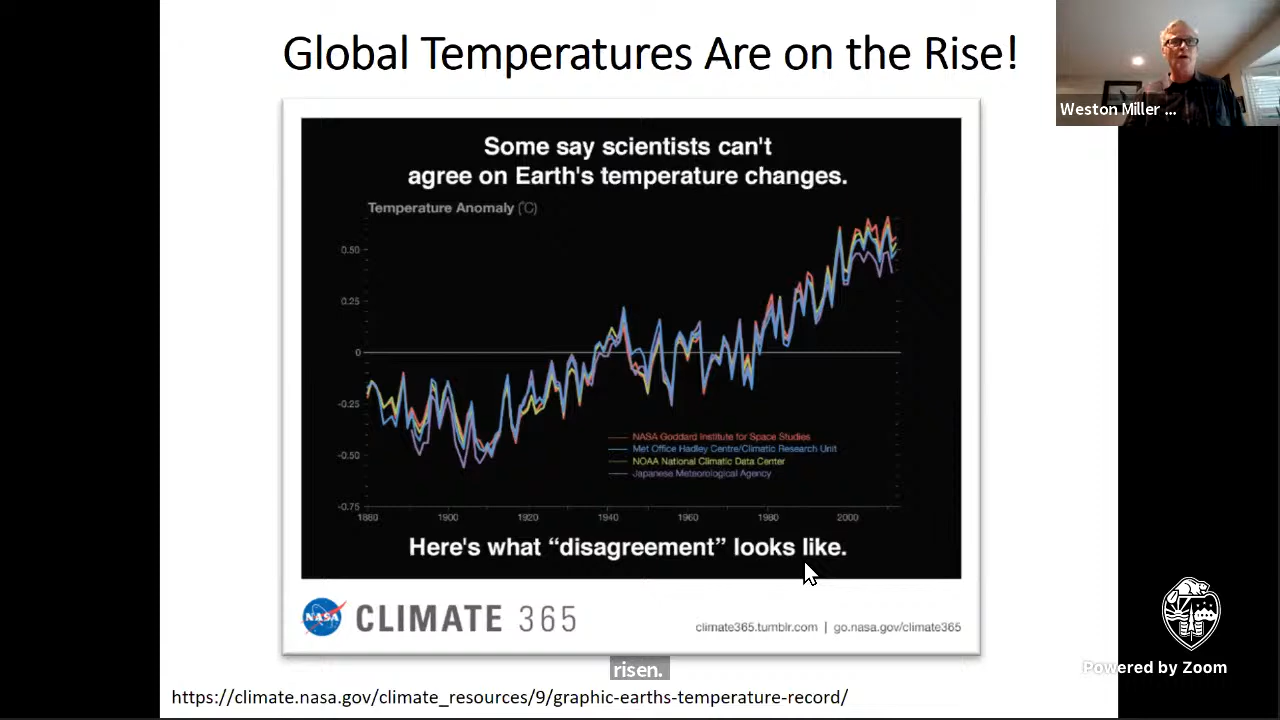 Global Temperatures Are on the Rise!
Weston Miller ...
Some say scientists can't
agree on Earth's temperature changes.
Temperature Anomaly (°C)
0.50
0.25
0
-0.25
-0.50
-0.75
NASA Goddard Institute for Space Studies
Met Office Hadley Centre/Climatic Research Unit
NOAA National Climatic Data Center
Japanese Meteorological Agency
1880 1900 1920 1940 1960 1980 2000
Here's what “disagreement” looks like.
NASA CLIMATE 365
climate365.tumblr.com | go.nasa.gov/climate365
risen.
Powered by Zoom
https://climate.nasa.gov/climate_resources/9/graphic-earths-temperature-record/